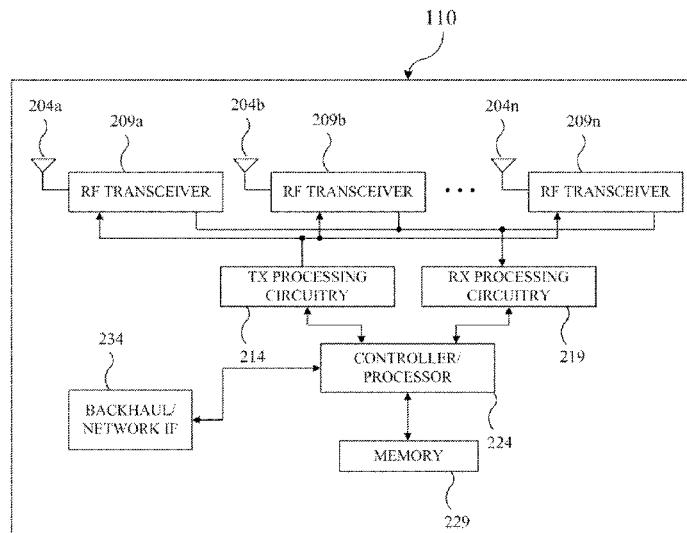 110
204a
209a
204b
209b
204n
209n
RF TRANSCEIVER
RF TRANSCEIVER
• • •
RF TRANSCEIVER
TX PROCESSING
CIRCUITRY
RX PROCESSING
CIRCUITRY
234
214
219
CONTROLLER/
PROCESSOR
BACKHAUL/
NETWORK IF
224
MEMORY
229